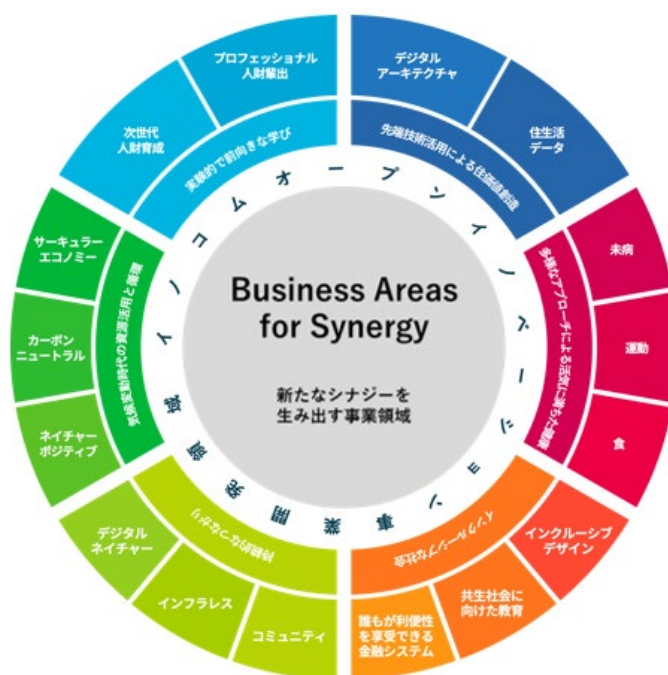 プロフェッショナル
人財輩出
デジタル
アーキテクチャ
次世代
人財育成
住生活
データ
実験的で前向きな学び
先端技術活用による住価値創造
イノコムオープンイノベーション事業開発領域
サーキュラー
エコノミー
カーボン
ニュートラル
ネイチャー
ポジティブ
気候変動時代の資源活用と循環
Business Areas
for Synergy
新たなシナジーを
生み出す事業領域
多様なアプローチによる活気に満ちた健康
未病
運動
食
持続的なつながり
インクルーシブな社会
デジタル
ネイチャー
インフラレス
コミュニティ
誰もが利便性
を享受できる
金融システム
共生社会に
向けた教育
インクルーシブ
デザイン